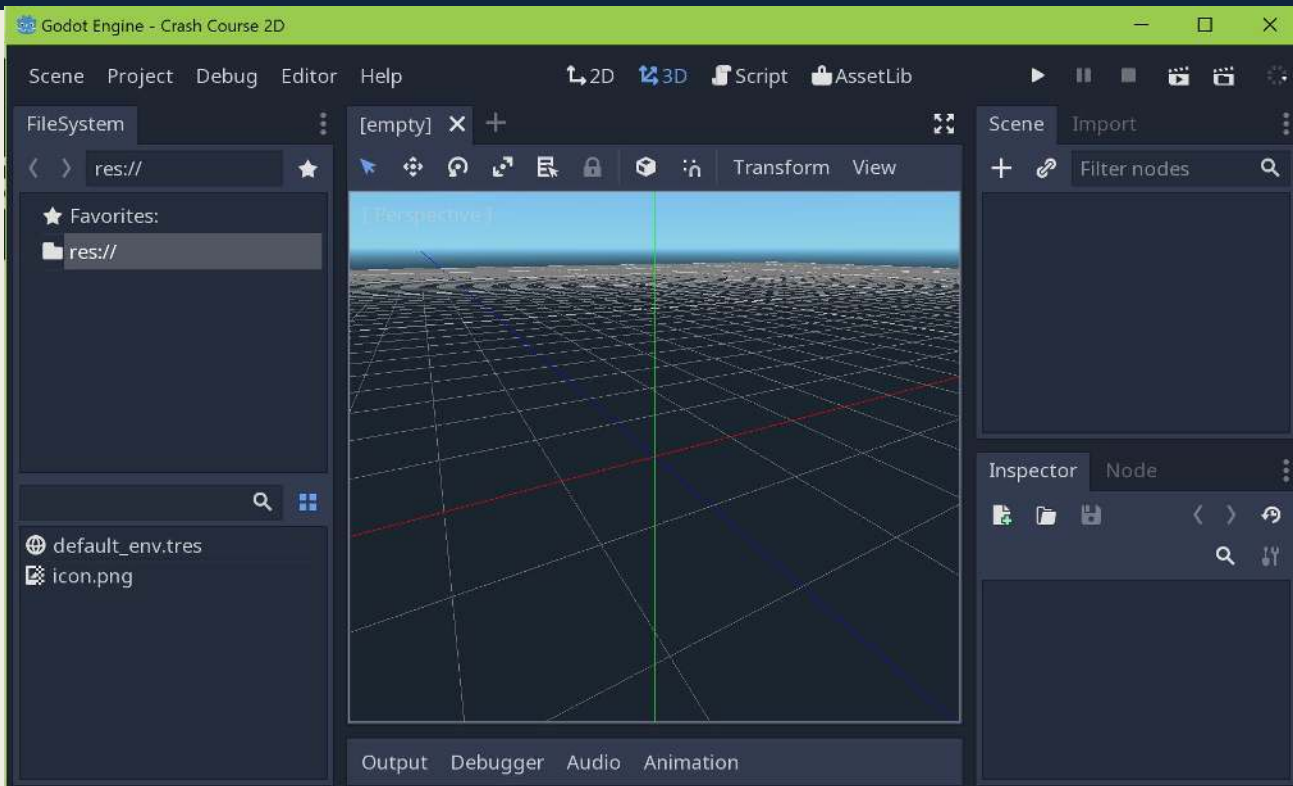 Godot Engine - Crash Course 2D
Scene Project Debug Editor Help 2D 3D Script AssetLib
FileSystem
res://
Favorites:
res://
default_env.tres
icon.png
[empty]
Transform View
[ Perspective ]
Output Debugger Audio Animation
Scene Import
Filter nodes
Inspector Node